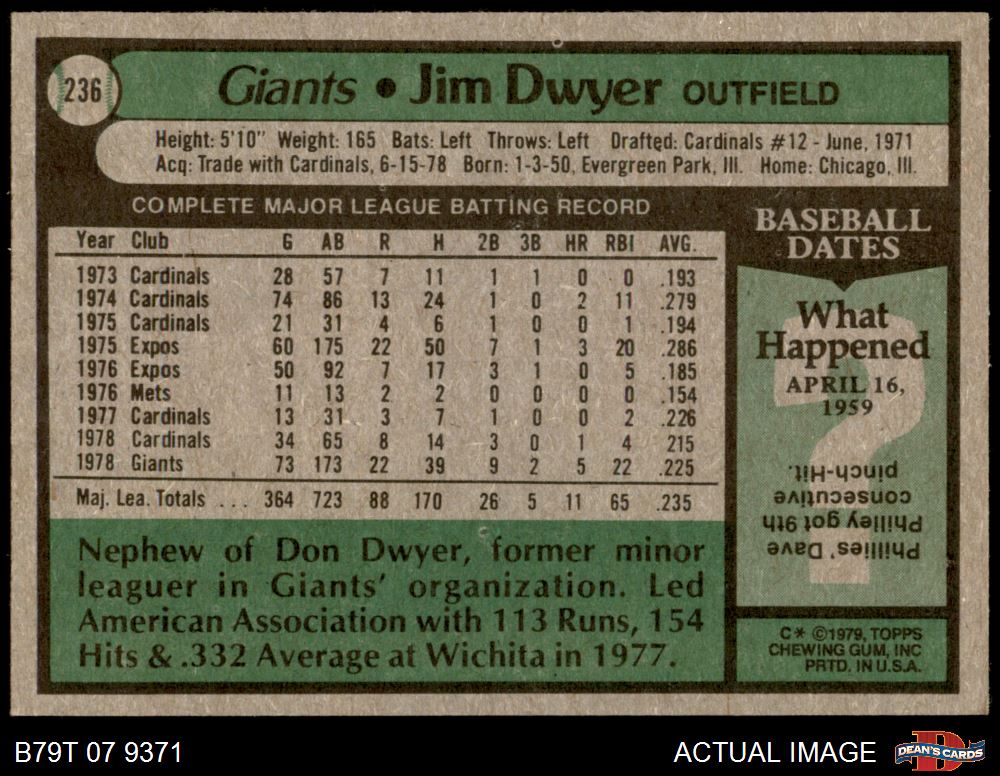 236
Giants • Jim Dwyer OUTFIELD
Height: 5'10" Weight: 165 Bats: Left Throws: Left Drafted: Cardinals #12 - June, 1971
Acq: Trade with Cardinals, 6-15-78 Born: 1-3-50, Evergreen Park, Ill. Home: Chicago, Ill.
COMPLETE MAJOR LEAGUE BATTING RECORD
Year Club G AB R H 2B 3B HR RBI AVG.
1973 Cardinals 28 57 7 11 1 1 0 0 .193
1974 Cardinals 74 86 13 24 1 0 2 11 .279
1975 Cardinals 21 31 4 6 1 0 0 1 .194
1975 Expos 60 175 22 50 7 1 3 20 .286
1976 Expos 50 92 7 17 3 1 0 5 .185
1976 Mets 11 13 2 2 0 0 0 0 .154
1977 Cardinals 13 31 3 7 1 0 0 2 .226
1978 Cardinals 34 65 8 14 3 0 1 4 215
1978 Giants 73 173 22 39 9 2 5 22 .225
Maj. Lea. Totals ... 364 723 88 170 26 5 11 65 .235
Nephew of Don Dwyer, former minor
leaguer in Giants' organization. Led
American Association with 113 Runs, 154
Hits & .332 Average at Wichita in 1977.
BASEBALL
DATES
What
Happened
APRIL 16,
1959
?
Phillies' Dave
Philley got 9th
consecutive
pinch-Hit.
C* ©1979, TOPPS
CHEWING GUM, INC
PRTD. IN U.S.A.
B79T 07 9371
ACTUAL IMAGE
DEAN'S CARDS